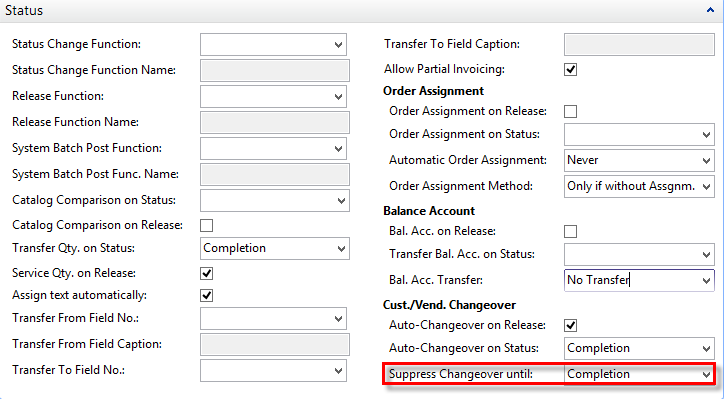 Status
Status Change Function:
Status Change Function Name:
Release Function:
Release Function Name:
System Batch Post Function:
System Batch Post Func. Name:
Catalog Comparison on Status:
Catalog Comparison on Release:
Transfer Qty. on Status: Completion
Service Qty. on Release:
Assign text automatically:
Transfer From Field No.:
Transfer From Field Caption:
Transfer To Field No.:
Transfer To Field Caption:
Allow Partial Invoicing:
Order Assignment
Order Assignment on Release:
Order Assignment on Status:
Automatic Order Assignment: Never
Order Assignment Method: Only if without Assgnm.
Balance Account
Bal. Acc. on Release:
Transfer Bal. Acc. on Status:
Bal. Acc. Transfer: No Transfer
Cust./Vend. Changeover
Auto-Changeover on Release:
Auto-Changeover on Status: Completion
Suppress Changeover until: Completion